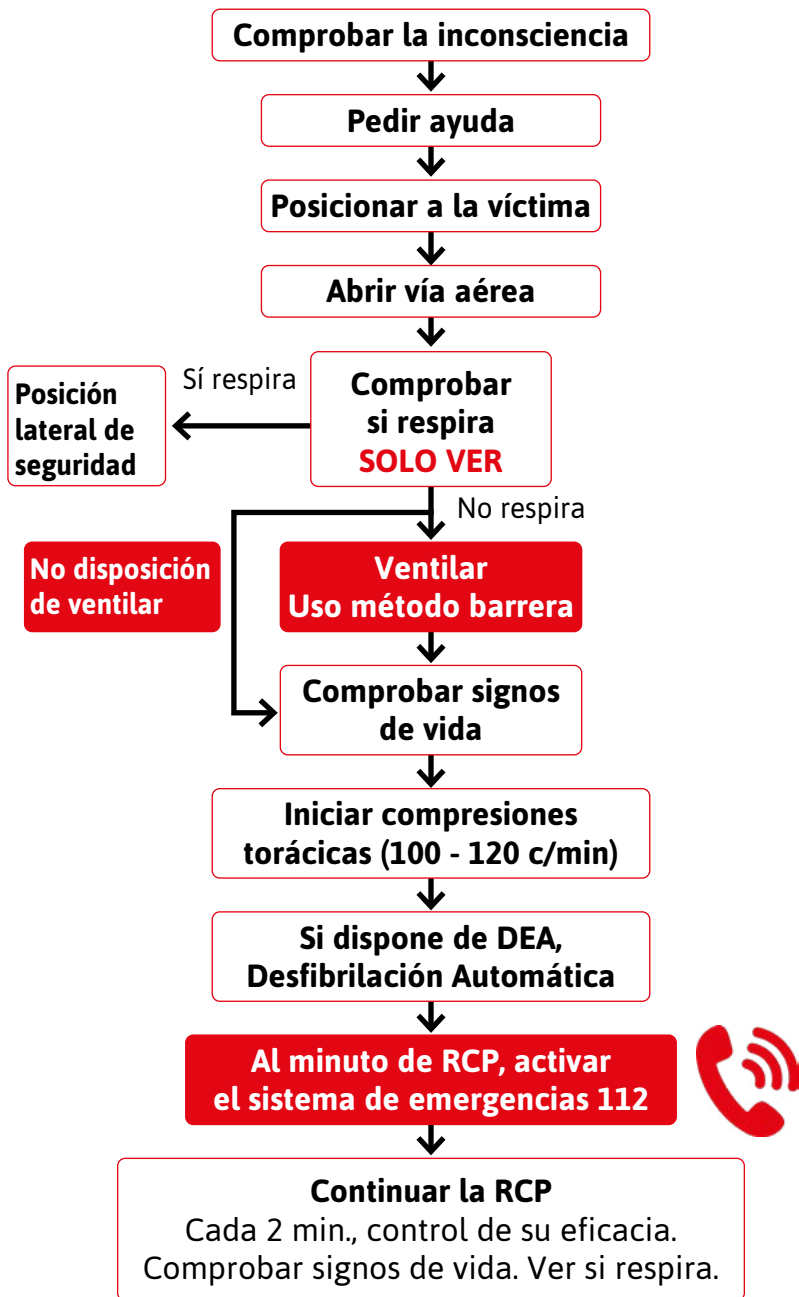 Comprobar la inconsciencia
Pedir ayuda
Posicionar a la víctima
Abrir vía aérea
Posición
lateral de
seguridad
Sí respira
Comprobar
si respira
SOLO VER
No respira
No disposición
de ventilar
Ventilar
Uso método barrera
Comprobar signos
de vida
Iniciar compresiones
torácicas (100 - 120 c/min)
Si dispone de DEA,
Desfibrilación Automática
Al minuto de RCP, activar
el sistema de emergencias 112
Continuar la RCP
Cada 2 min., control de su eficacia.
Comprobar signos de vida. Ver si respira.